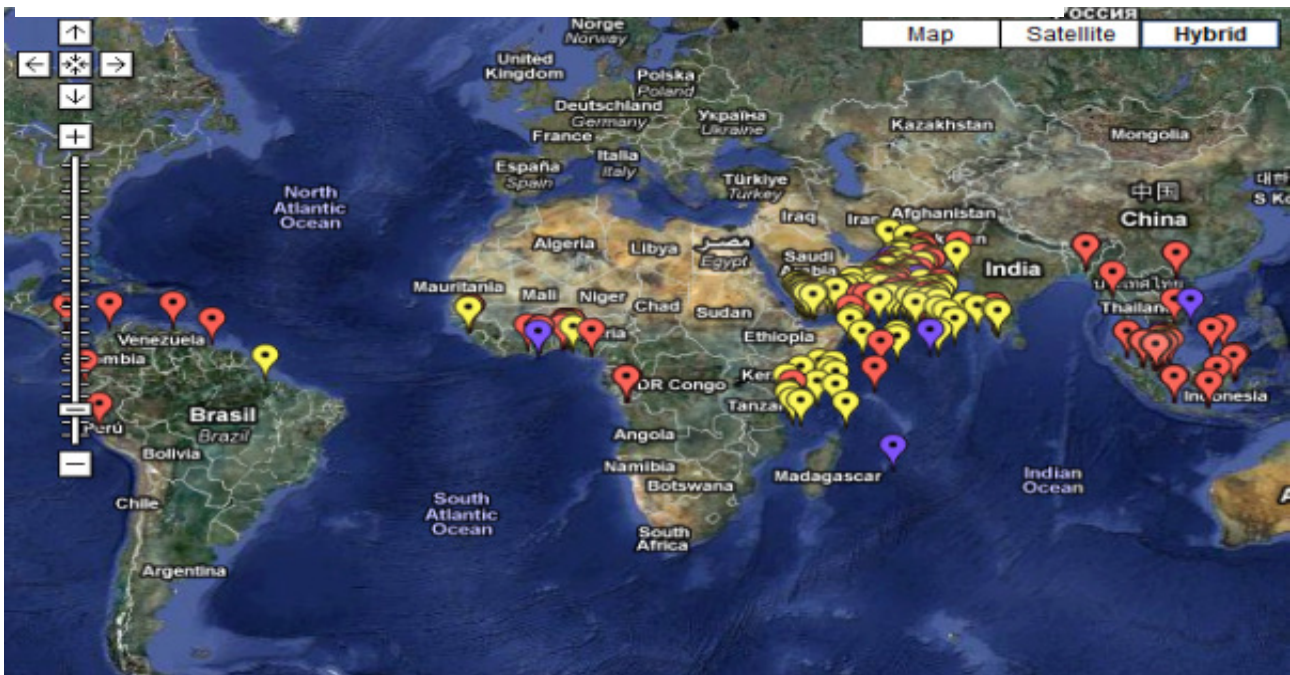 РОССИЯ
Map
Satellite
Hybrid
Norge
Norway
United
Kingdom
Polska
Poland
Deutschland
Germany
Україна
Ukraine
France
Kazakhstan
Mongolia
Italia
Italy
España
Spain
Türkiye
Turkey
中国
China
North
Atlantic
Ocean
Iraq
Iran
Afghanistan
Algeria
Libya
مصر
Egypt
Saudi
Arabia
India
Mauritania
Mali
Niger
Chad
Sudan
Thailand
Venezuela
Ethiopia
DR Congo
Indonesia
Brasil
Brazil
Perú
Angola
Bolivia
Namibia
Botswana
Madagascar
Indian
Ocean
Chile
South
Atlantic
Ocean
South
Africa
Argentina